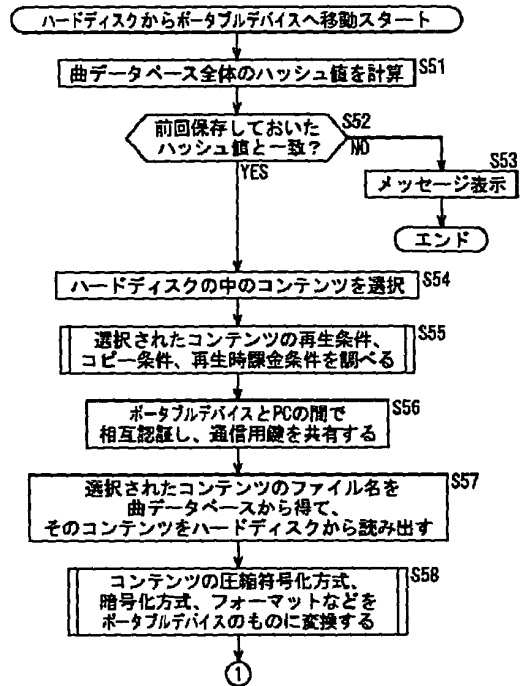 ハードディスクからポータブルデバイスへ移動スタート
曲データベース全体のハッシュ値を計算
S51
前回保存しておいた
ハッシュ値と一致?
S52
NO
YES
S53
メッセージ表示
エンド
ハードディスクの中のコンテンツを選択
S54
選択されたコンテンツの再生条件、
コピー条件、再生時課金条件を調べる
S55
ポータブルデバイスとPCの間で
相互認証し、通信用鍵を共有する
S56
選択されたコンテンツのファイル名を
曲データベースから得て、
そのコンテンツをハードディスクから読み出す
S57
コンテンツの圧縮符号化方式、
暗号化方式、フォーマットなどを
ポータブルデバイスのものに変換する
S58
1